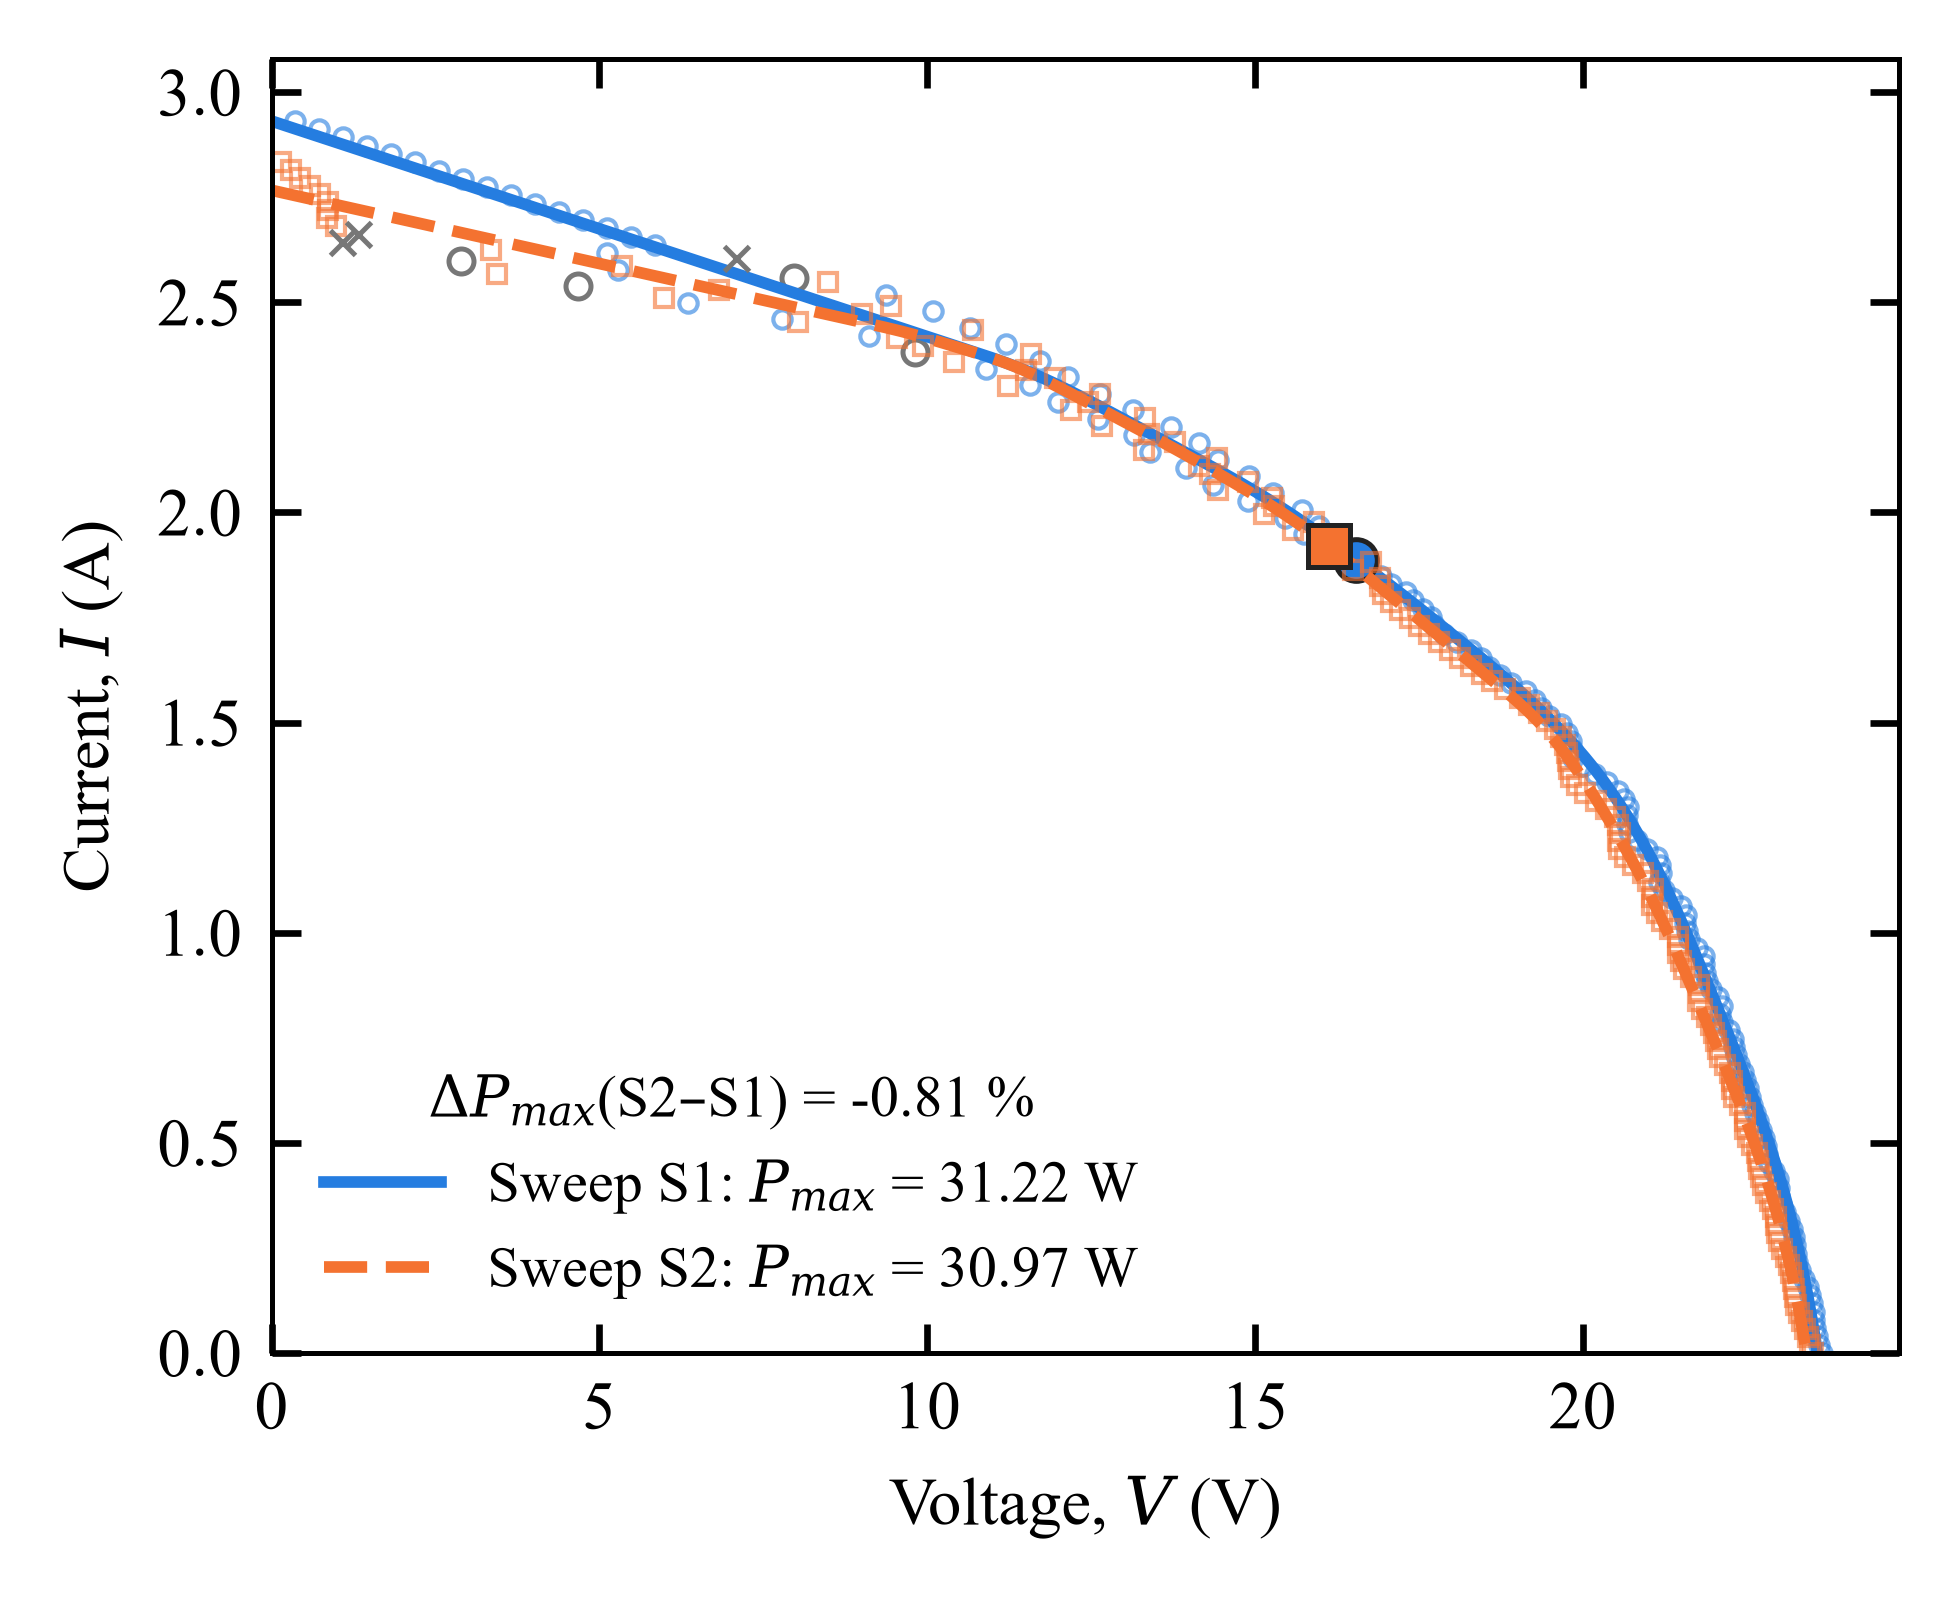 3.0
2.5
2.0
1.5
1.0
0.5
0.0
Current, I (A)
ΔPmax(S2−S1) = -0.81 %
Sweep S1: Pmax = 31.22 W
Sweep S2: Pmax = 30.97 W
0 5 10 15 20
Voltage, V (V)